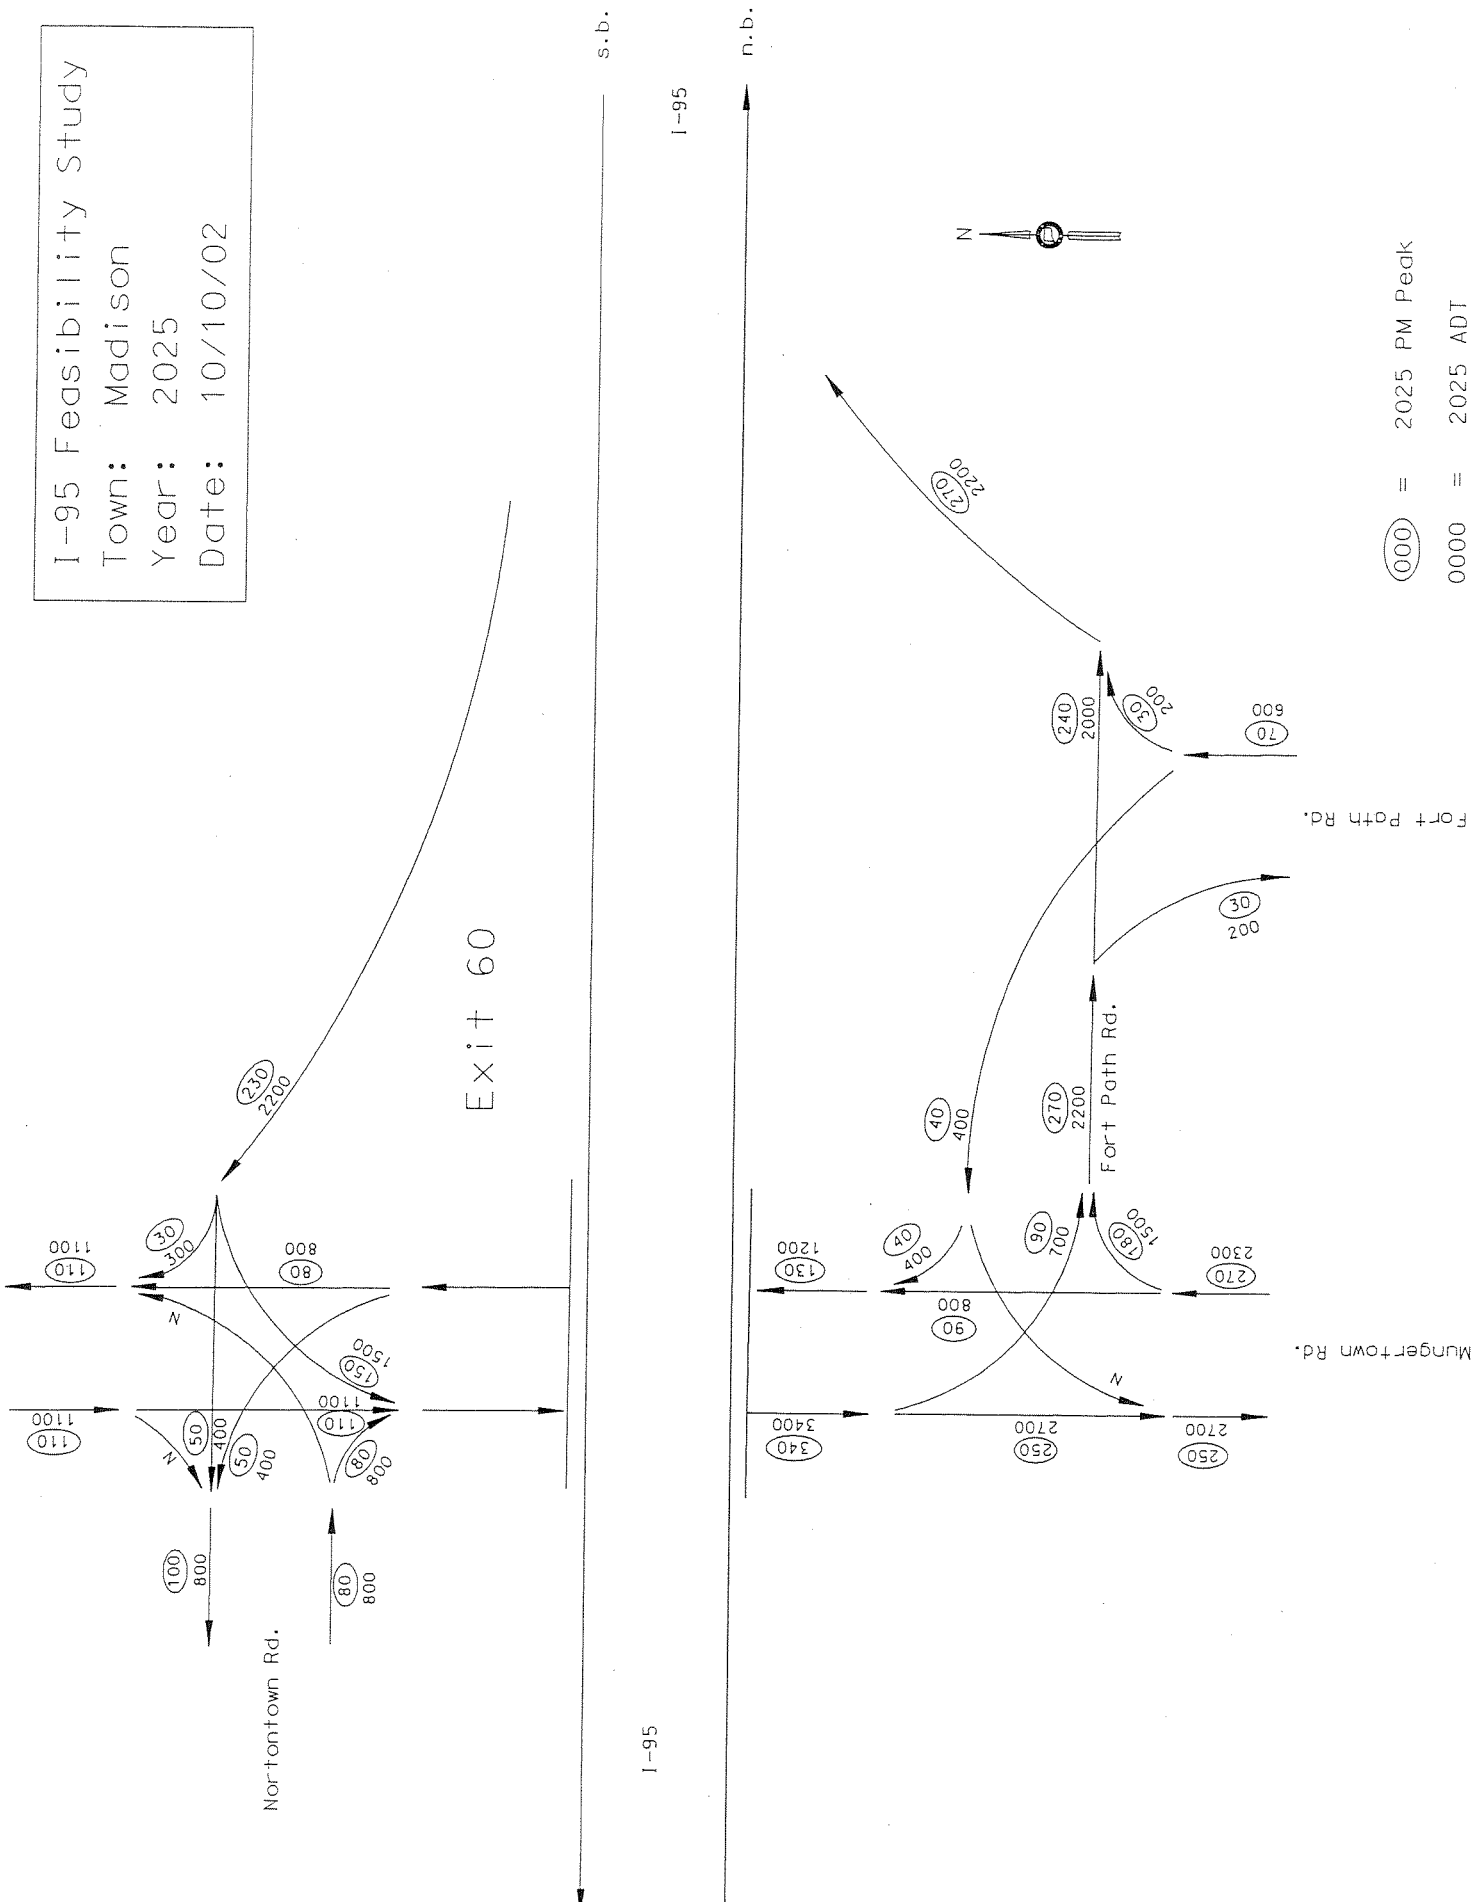 I-95 Feasibility Study
Town: Madison
Year: 2025
Date: 10/10/02
s.b.
I-95
n.b.
N
(000) = 2025 PM Peak
0000 = 2025 ADT
Exit 60
230
2200
30
300
110
1100
80
800
N
150
1500
110
1100
110
1100
N
50
400
50
400
80
800
100
800
80
800
Nortontown Rd.
I-95
270
2200
240
2000
30
200
70
600
Fort Path Rd.
30
200
40
400
270
2200
Fort Path Rd.
40
400
90
700
180
1500
130
1200
90
800
270
2300
Mungertown Rd.
N
340
3400
250
2700
250
2700